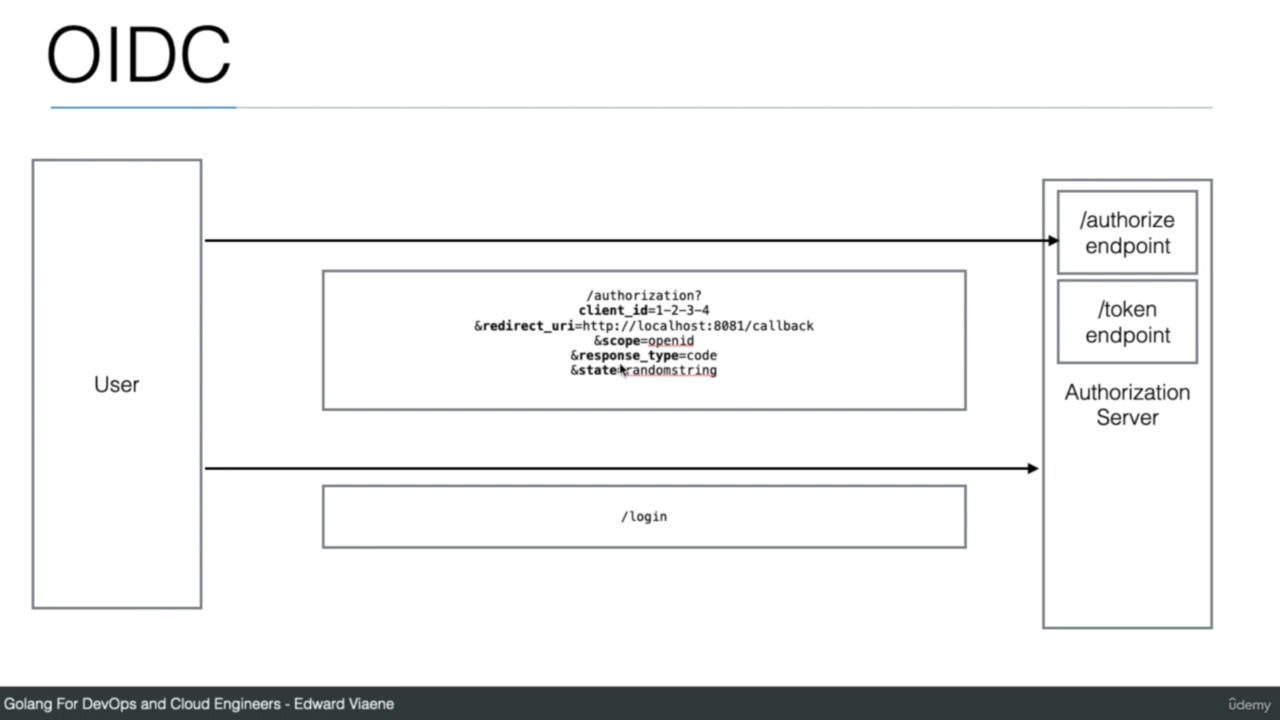 OIDC
User
/authorize
endpoint
/authorization?
client_id=1-2-3-4
&redirect_uri=http://localhost:8081/callback
&scope=openid
&response_type=code
&state=randomstring
/token
endpoint
Authorization
Server
/login
Golang For DevOps and Cloud Engineers - Edward Viaene
ûdemy